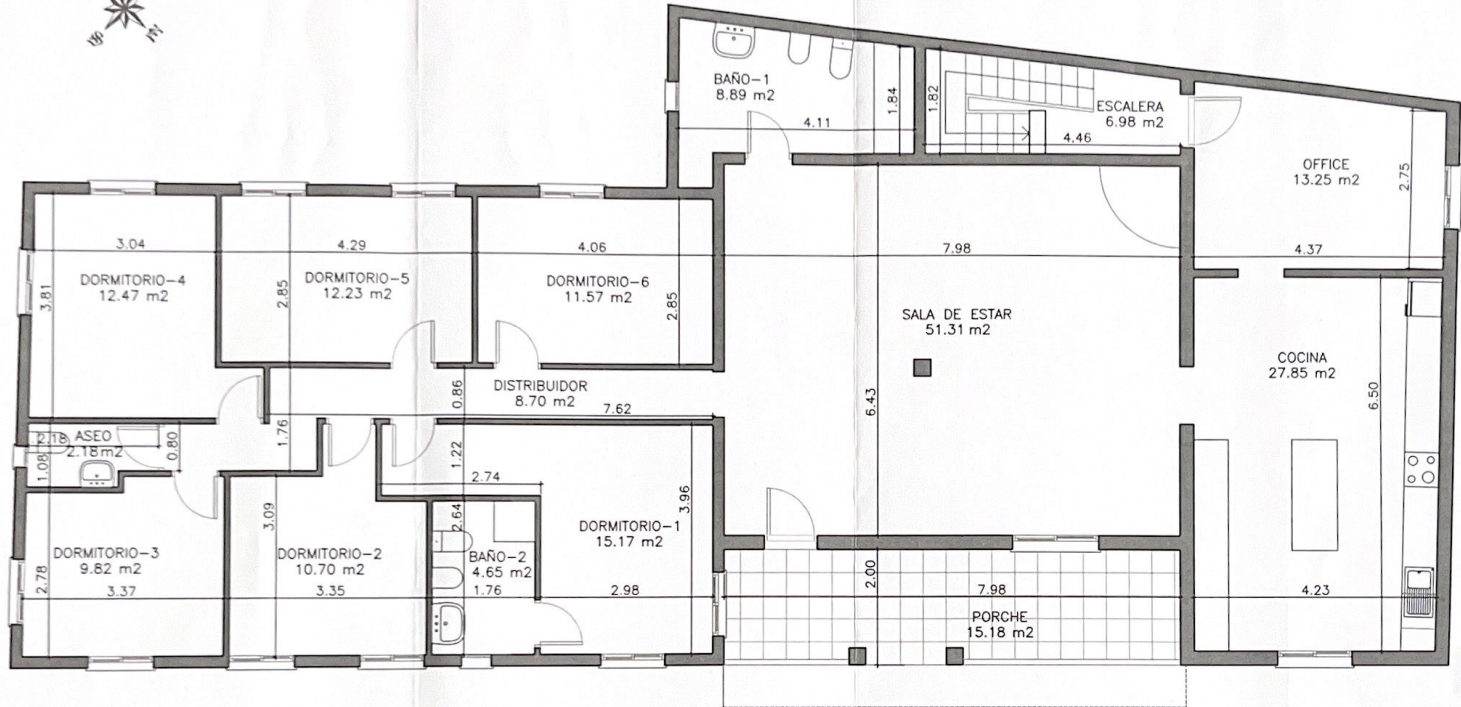 BAÑO-1
8.89 m2
4.11
1.84
1.82
ESCALERA
6.98 m2
4.46
OFFICE
13.25 m2
2.75
4.37
3.04
DORMITORIO-4
12.47 m2
3.81
4.29
DORMITORIO-5
12.23 m2
2.85
4.06
DORMITORIO-6
11.57 m2
2.85
7.98
SALA DE ESTAR
51.31 m2
6.43
COCINA
27.85 m2
6.50
DISTRIBUIDOR
8.70 m2
7.62
0.86
1.76
2.18
ASEO
2.18 m2
0.80
1.08
1.22
2.74
3.96
DORMITORIO-1
15.17 m2
2.98
DORMITORIO-3
9.82 m2
2.78
3.37
3.09
DORMITORIO-2
10.70 m2
3.35
2.64
BAÑO-2
4.65 m2
1.76
2.00
7.98
PORCHE
15.18 m2
4.23